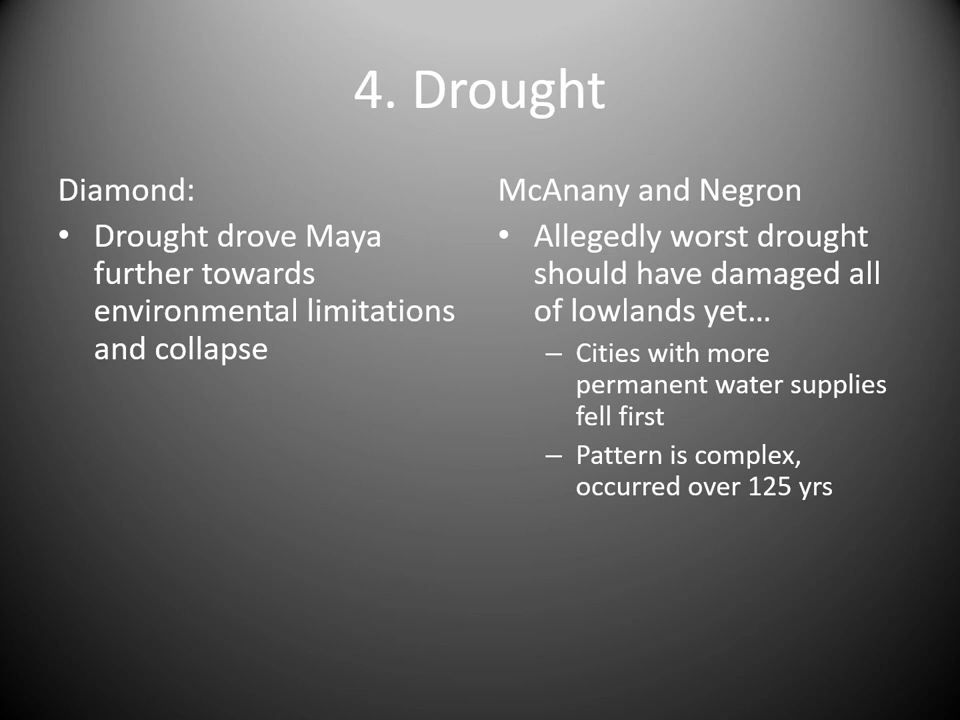 4. Drought
Diamond:
• Drought drove Maya
further towards
environmental limitations
and collapse
McAnany and Negron
• Allegedly worst drought
should have damaged all
of lowlands yet…
– Cities with more
permanent water supplies
fell first
– Pattern is complex,
occurred over 125 yrs